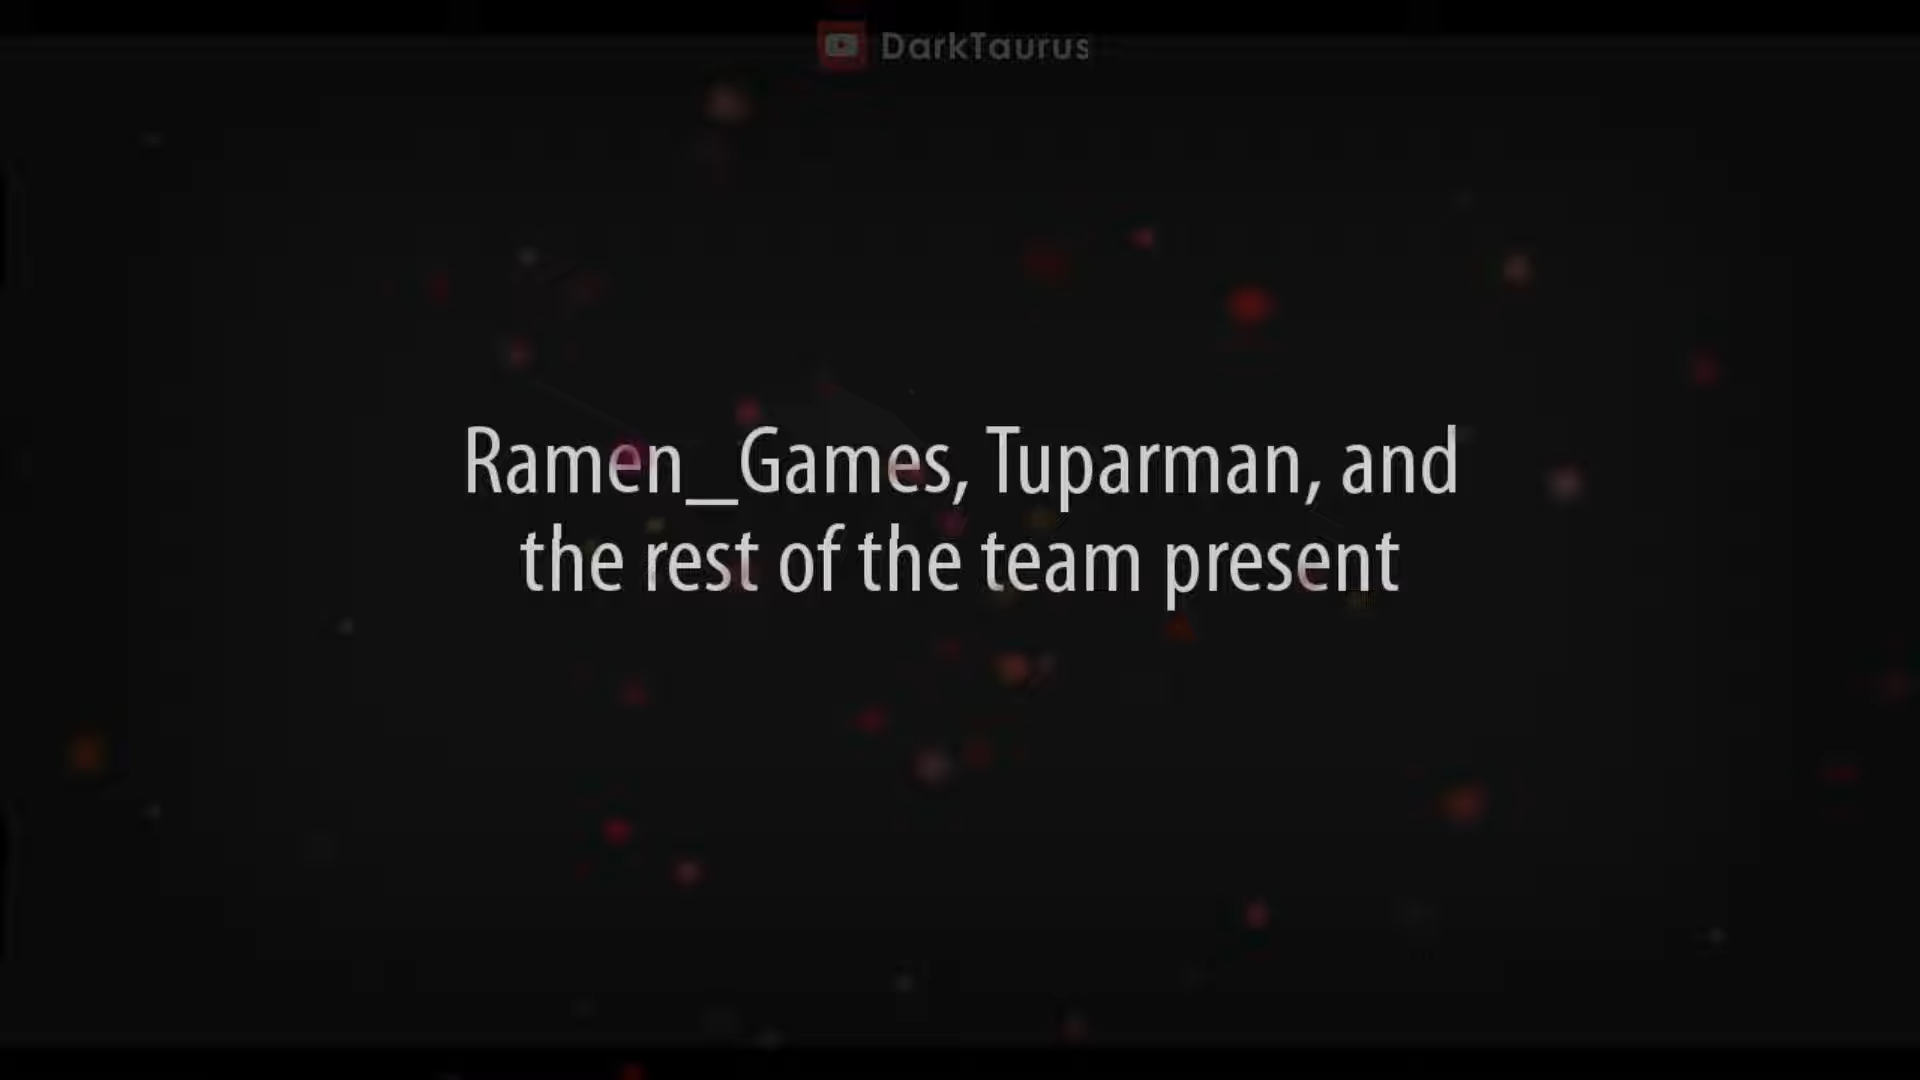 DarkTaurus
Ramen_Games, Tuparman, and
the rest of the team present